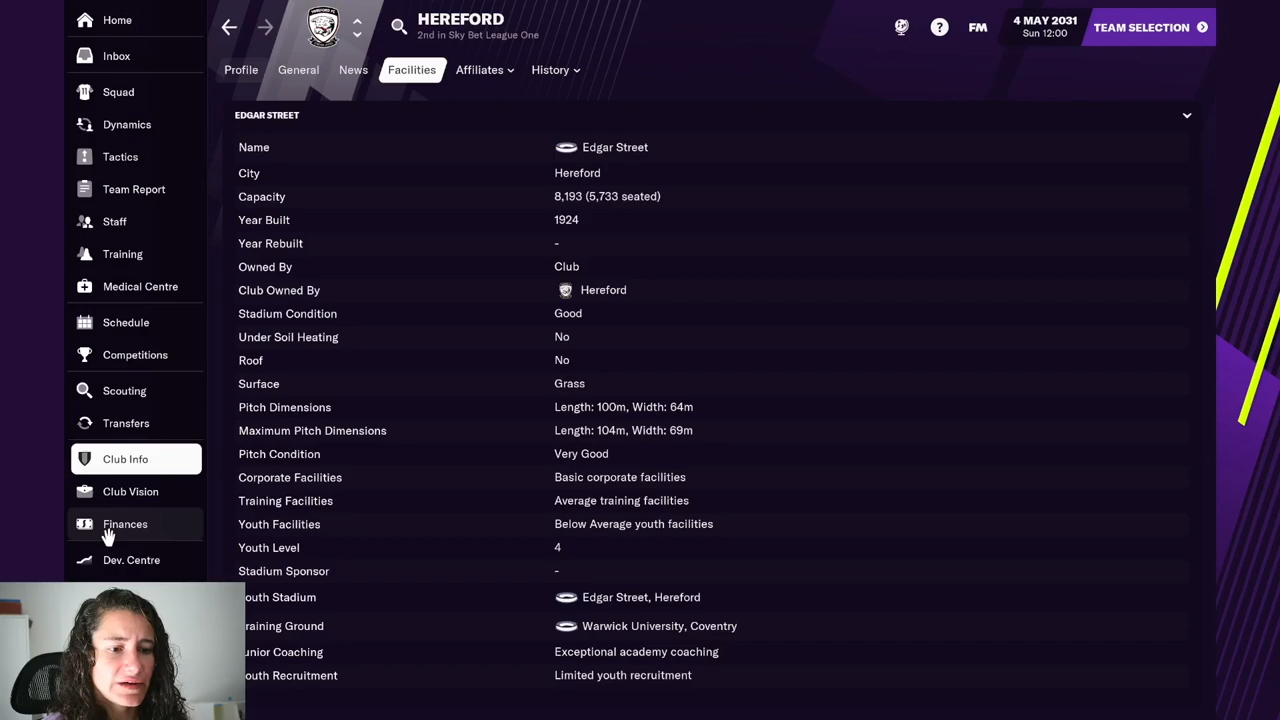 Home
Inbox
Squad
Dynamics
Tactics
Team Report
Staff
Training
Medical Centre
Schedule
Competitions
Scouting
Transfers
Club Info
Club Vision
Finances
Dev. Centre
HEREFORD
2nd in Sky Bet League One
FM
4 MAY 2031
Sun 12:00
TEAM SELECTION
Profile General News Facilities Affiliates History
EDGAR STREET
Name Edgar Street
City Hereford
Capacity 8,193 (5,733 seated)
Year Built 1924
Year Rebuilt -
Owned By Club
Club Owned By Hereford
Stadium Condition Good
Under Soil Heating No
Roof No
Surface Grass
Pitch Dimensions Length: 100m, Width: 64m
Maximum Pitch Dimensions Length: 104m, Width: 69m
Pitch Condition Very Good
Corporate Facilities Basic corporate facilities
Training Facilities Average training facilities
Youth Facilities Below Average youth facilities
Youth Level 4
Stadium Sponsor -
outh Stadium Edgar Street, Hereford
raining Ground Warwick University, Coventry
unior Coaching Exceptional academy coaching
outh Recruitment Limited youth recruitment